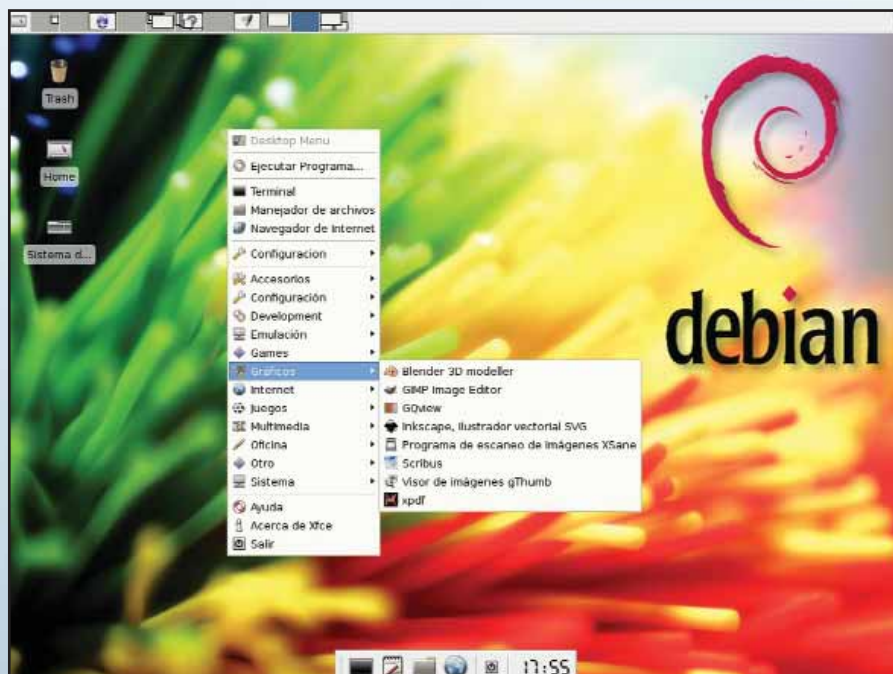 Trash
Home
Sistema d...
Desktop Menu
Ejecutar Programa...
Terminal
Manejador de archivos
Navegador de Internet
Configuracion
Accesorios
Configuración
Development
Emulación
Games
Gráficos
Internet
Juegos
Multimedia
Oficina
Otro
Sistema
Ayuda
Acerca de Xfce
Salir
Blender 3D modeller
GIMP Image Editor
GQview
Inkscape, ilustrador vectorial SVG
Programa de escaneo de imágenes XSane
Scribus
Visor de imágenes gThumb
xpdf
debian
17:55